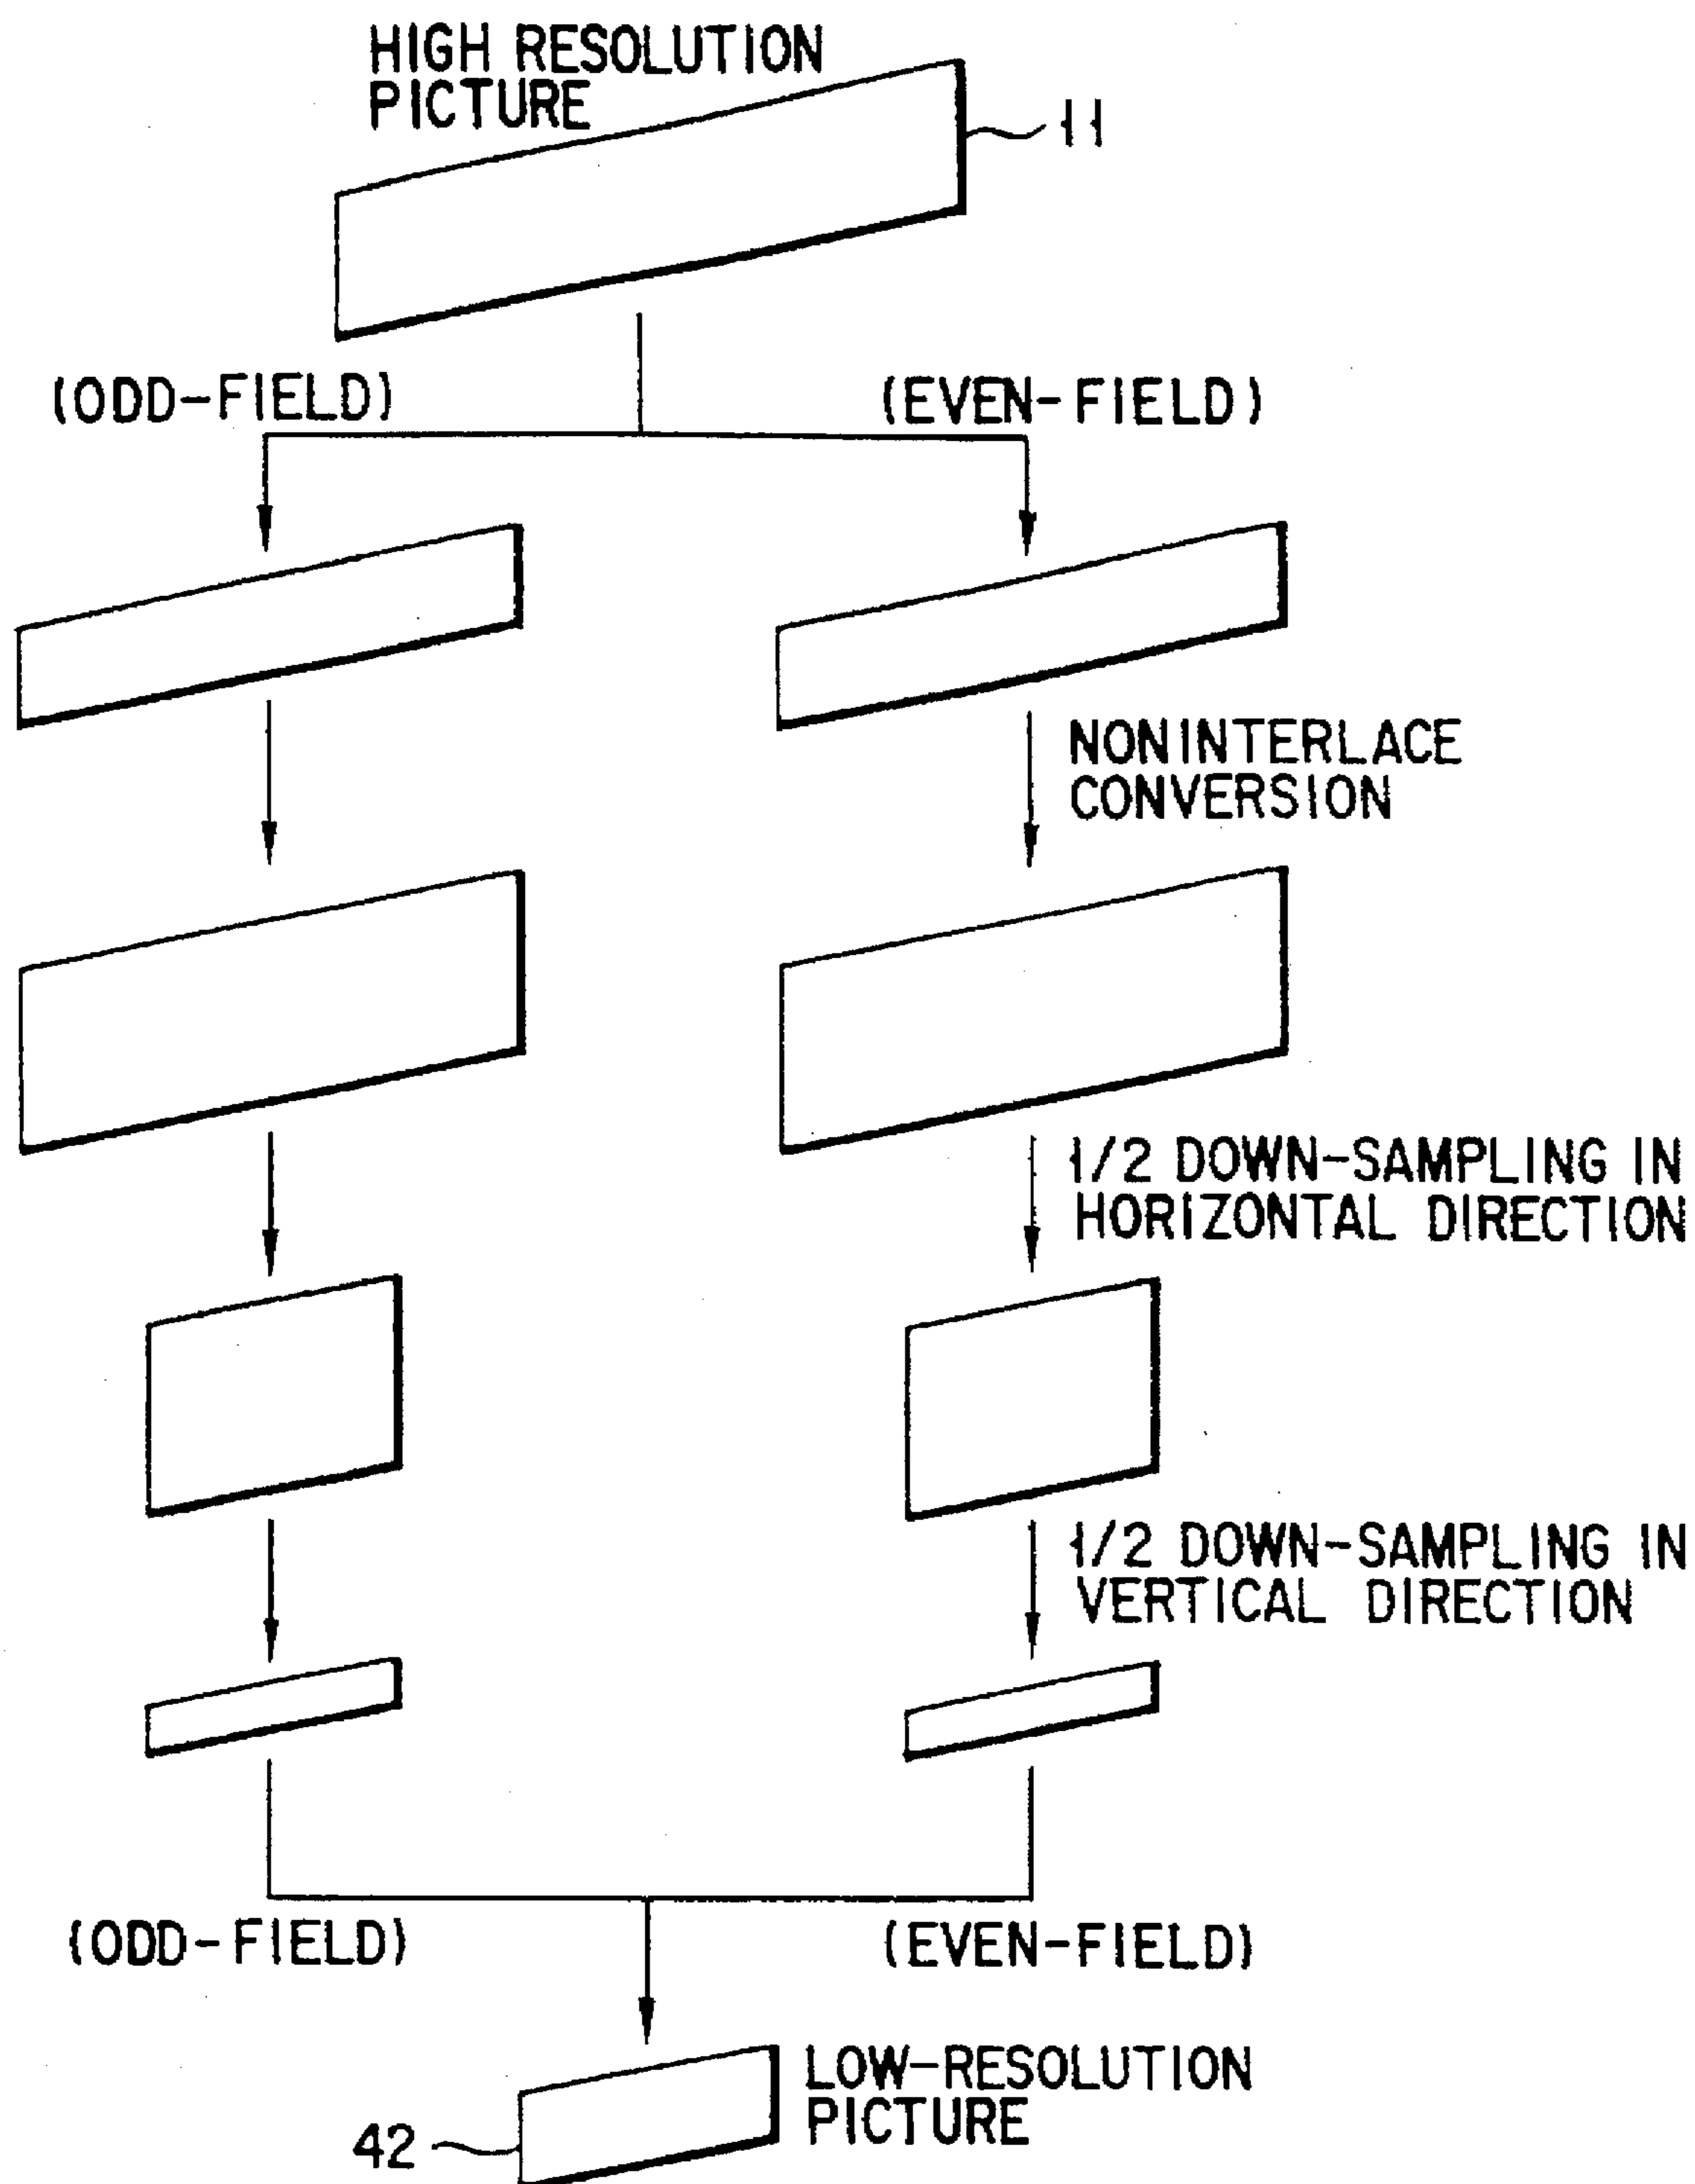 HIGH RESOLUTION
PICTURE
11
(ODD-FIELD)
(EVEN-FIELD)
NONINTERLACE
CONVERSION
1/2 DOWN-SAMPLING IN
HORIZONTAL DIRECTION
1/2 DOWN-SAMPLING IN
VERTICAL DIRECTION
(ODD-FIELD)
(EVEN-FIELD)
LOW-RESOLUTION
PICTURE
42